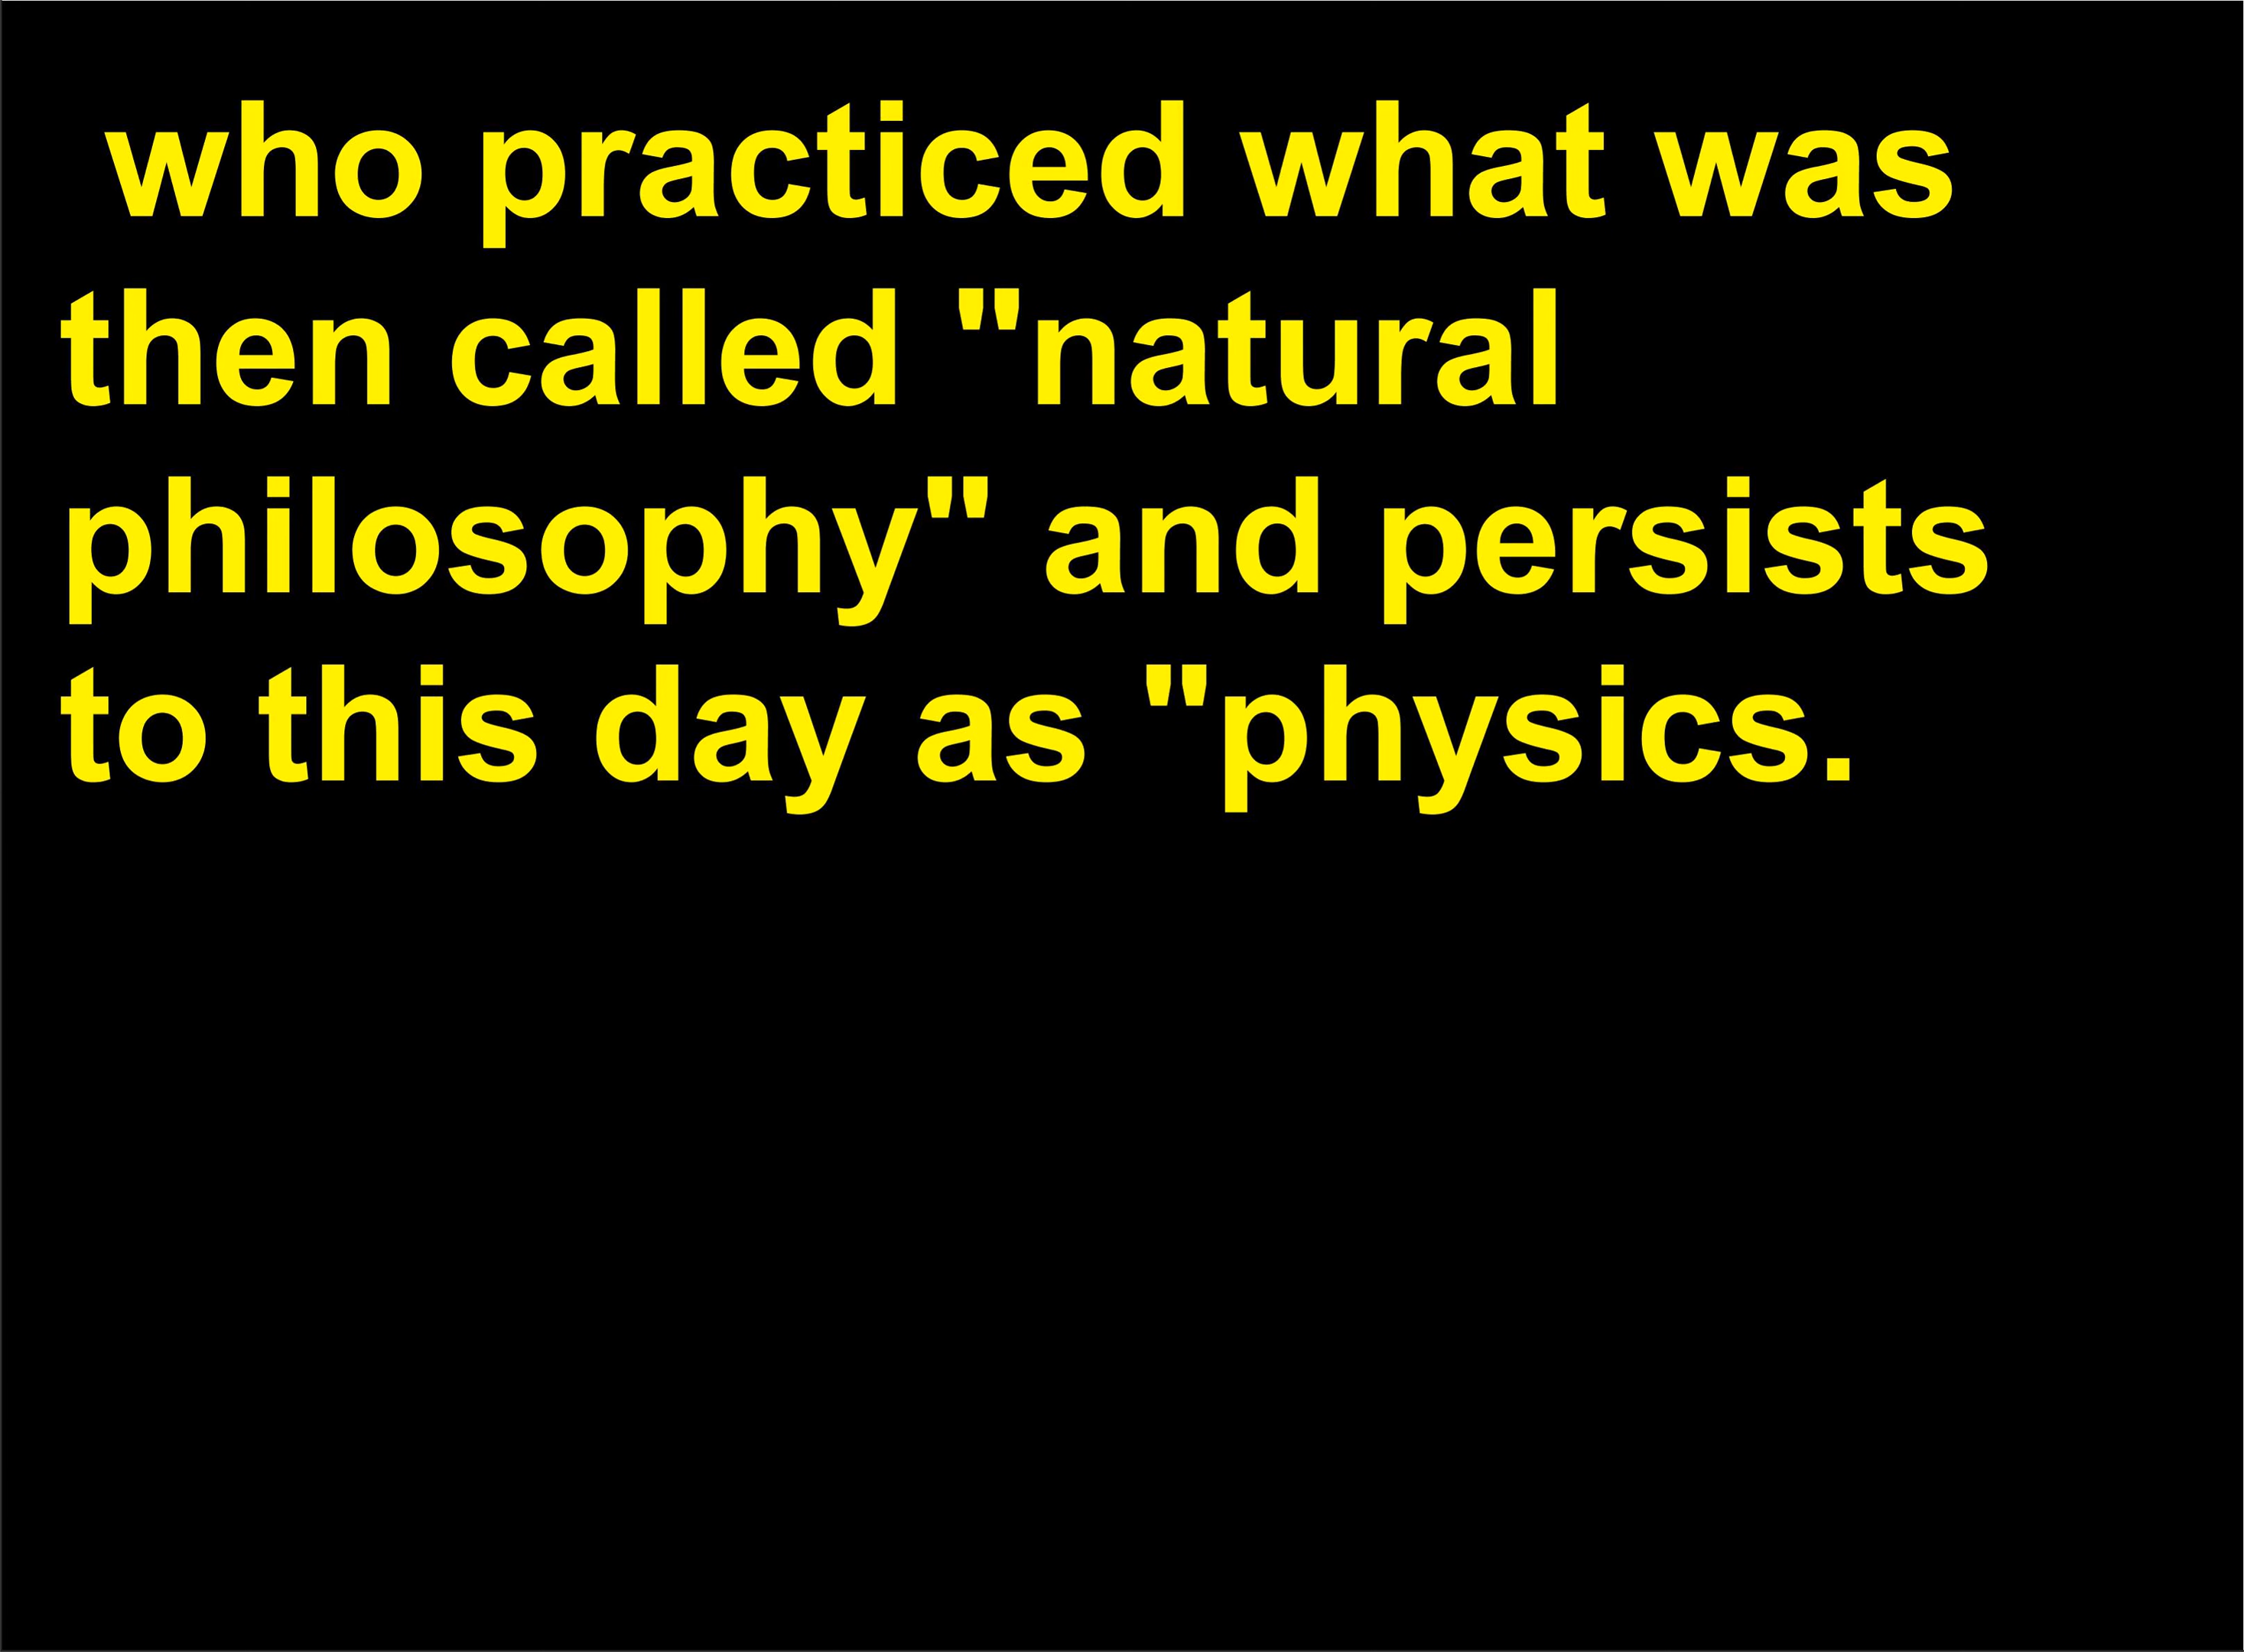 who practiced what was
then called "natural
philosophy" and persists
to this day as "physics.